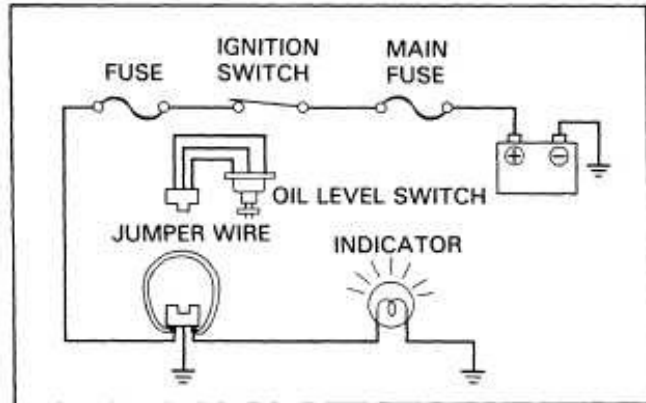 FUSE
IGNITION
SWITCH
MAIN
FUSE
OIL LEVEL SWITCH
JUMPER WIRE
INDICATOR